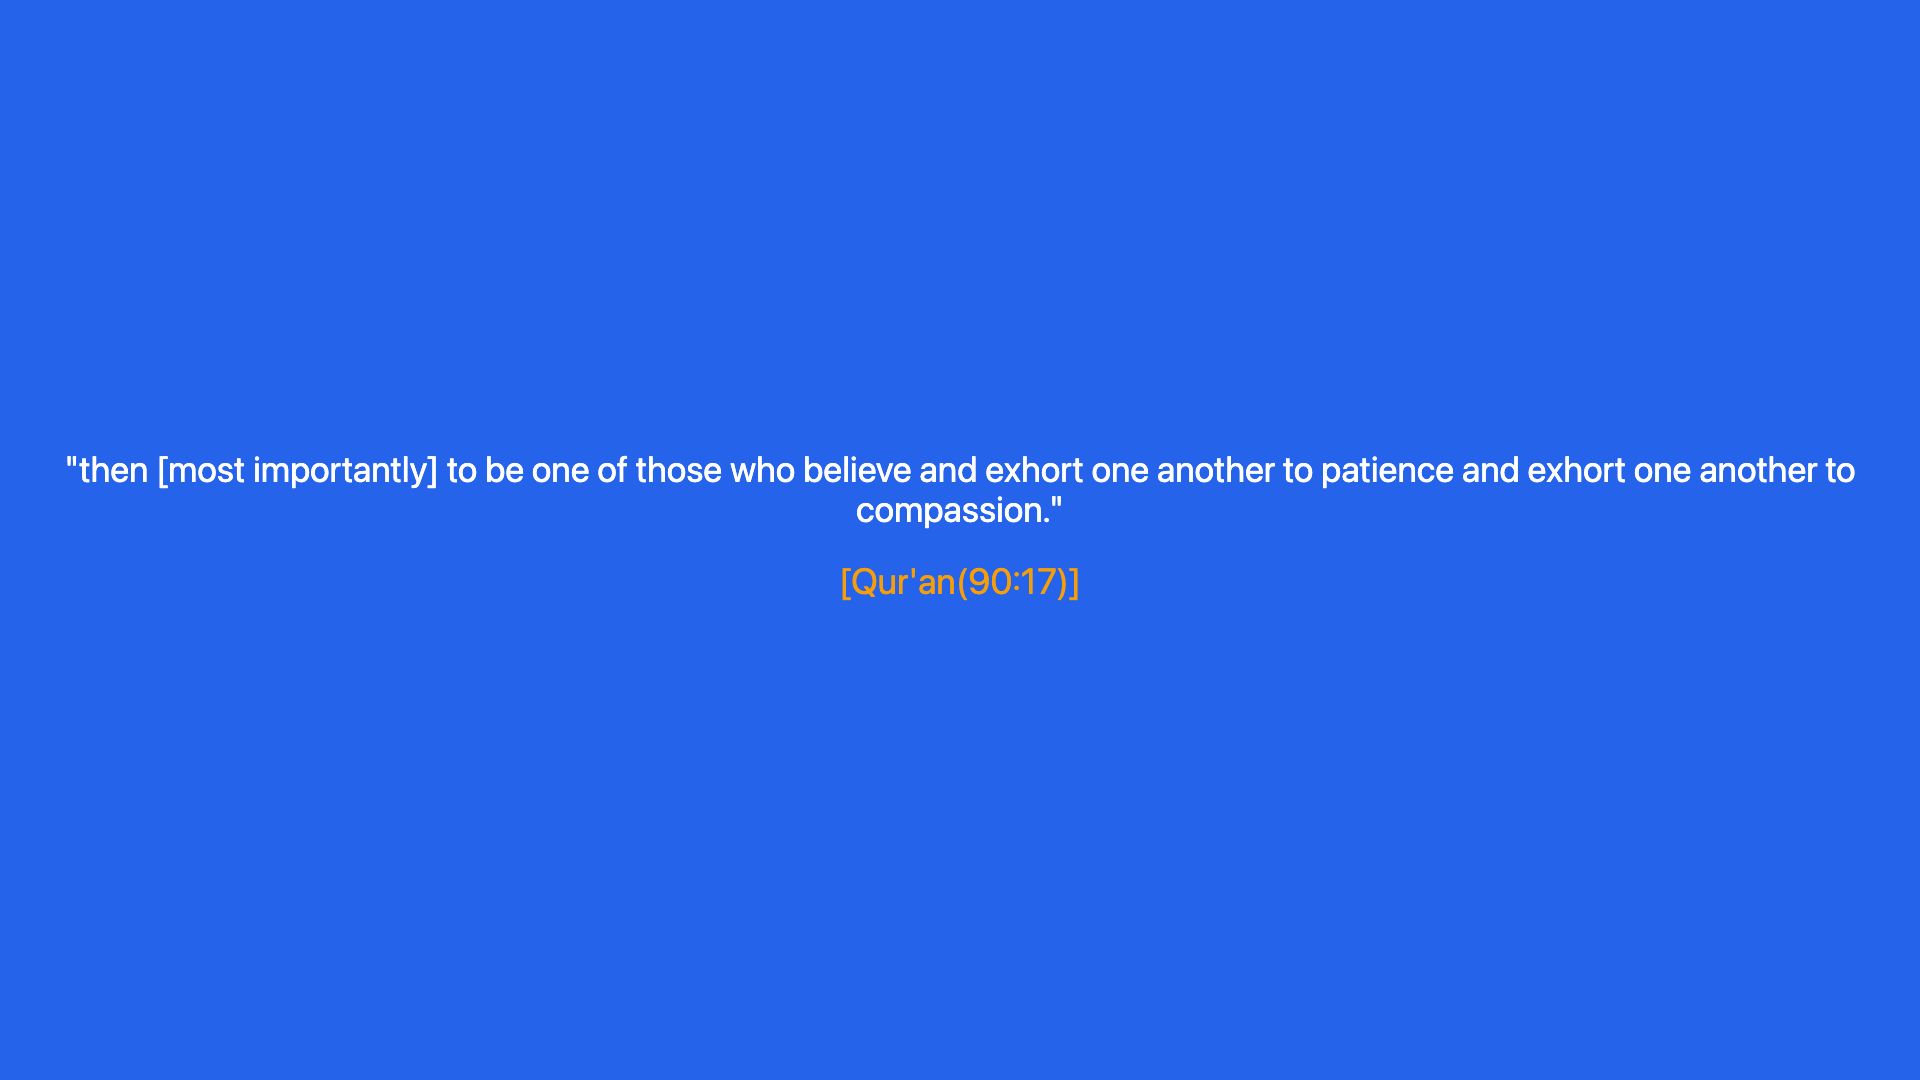 "then [most importantly] to be one of those who believe and exhort one another to patience and exhort one another to
compassion."
[Qur'an(90:17)]